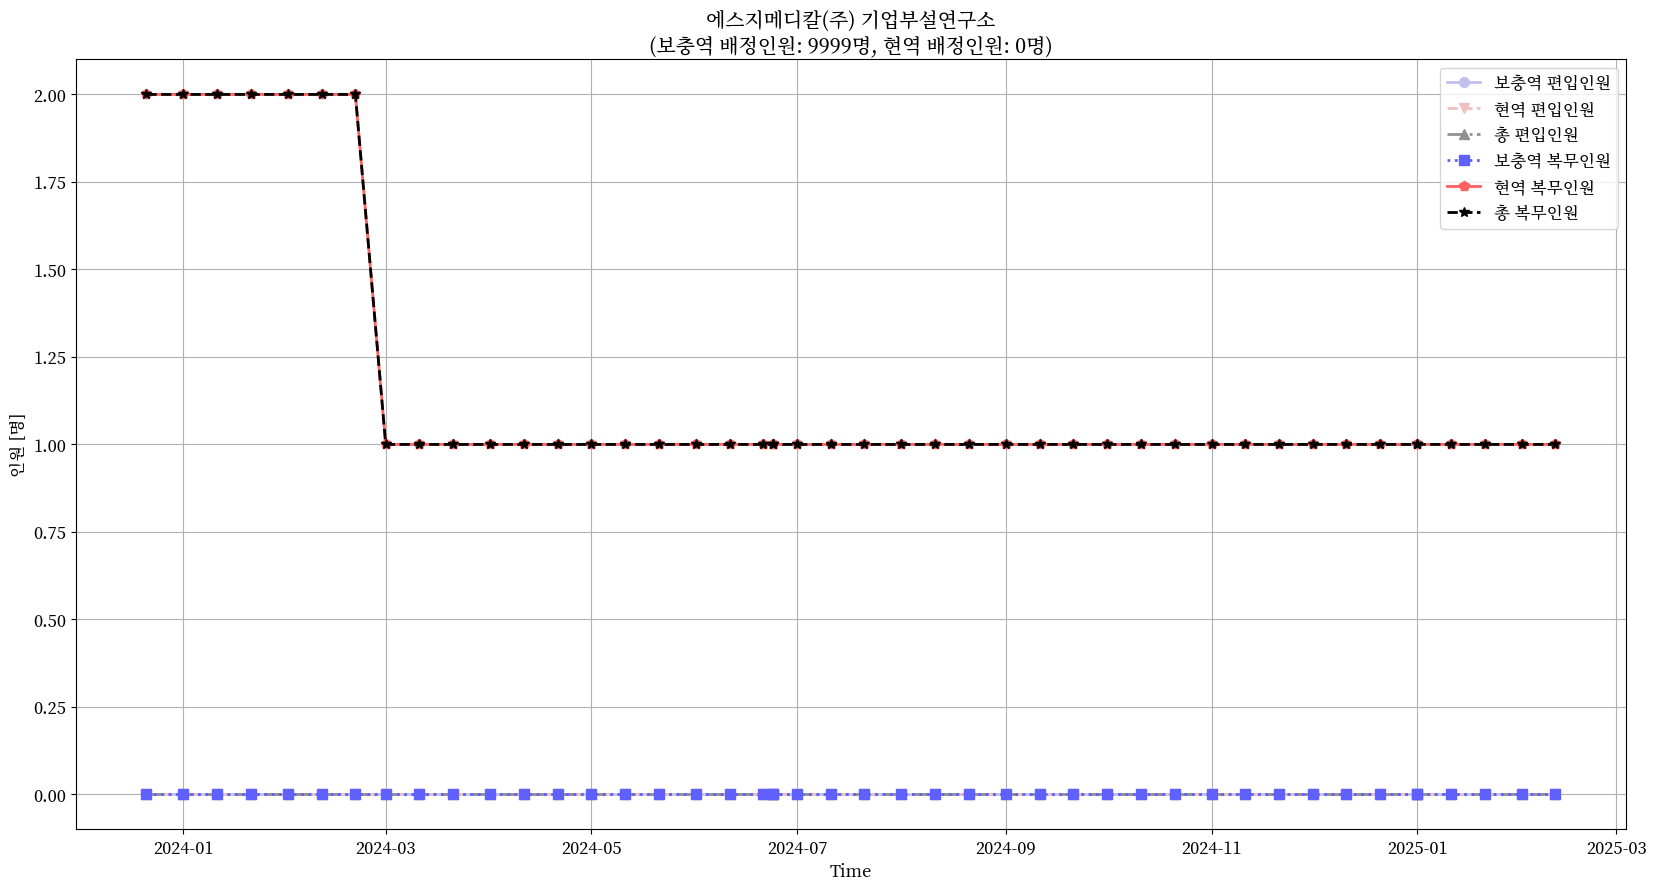 에스지메디칼(주) 기업부설연구소
(보충역 배정인원: 9999명, 현역 배정인원: 0명)
보충역 편입인원
현역 편입인원
총 편입인원
보충역 복무인원
현역 복무인원
총 복무인원
인원 [명]
2.00
1.75
1.50
1.25
1.00
0.75
0.50
0.25
0.00
2024-01
2024-03
2024-05
2024-07
2024-09
2024-11
2025-01
2025-03
Time